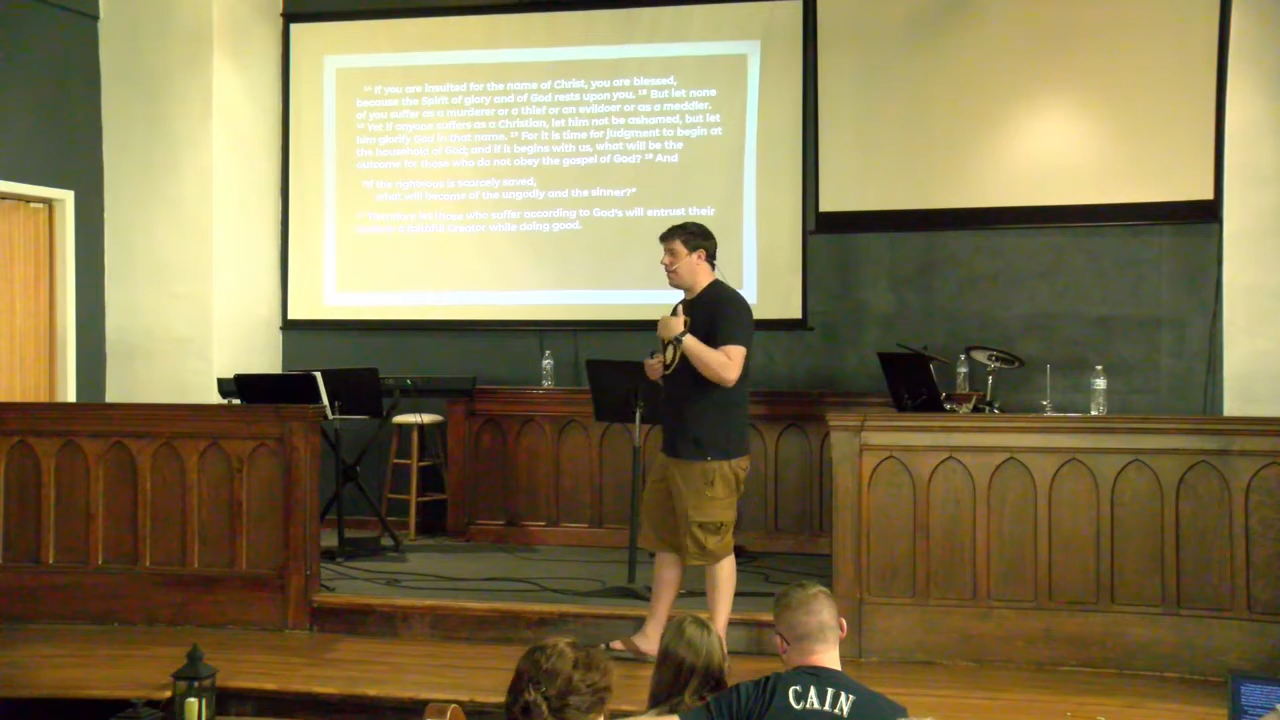 14 If you are insulted for the name of Christ, you are blessed,
because the Spirit of glory and of God rests upon you. 15 But let none
of you suffer as a murderer or a thief or an evildoer or as a meddler.
16 Yet if anyone suffers as a Christian, let him not be ashamed, but let
him glorify God in that name. 17 For it is time for judgment to begin at
the household of God; and if it begins with us, what will be the
outcome for those who do not obey the gospel of God? 18 And
"If the righteous is scarcely saved,
what will become of the ungodly and the sinner?"
Therefore let those who suffer according to God's will entrust their
faithful Creator while doing good.
CAIN